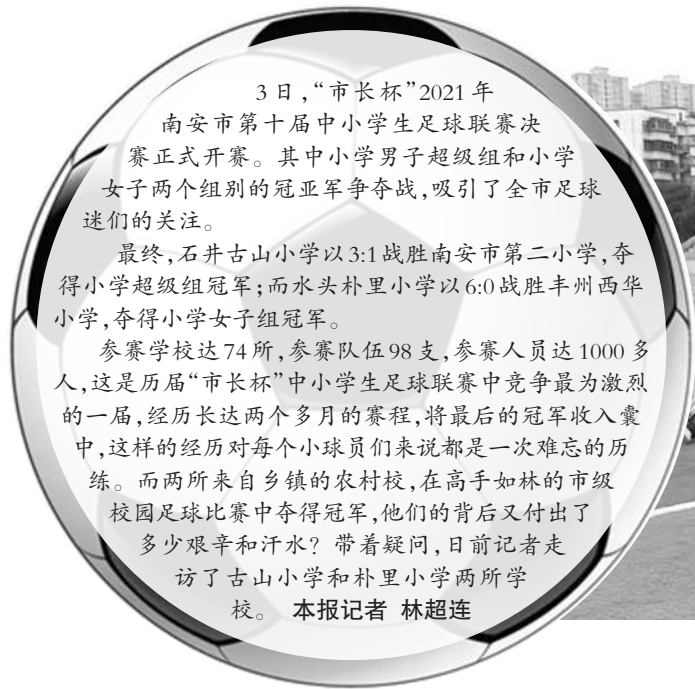 3日，“市长杯”2021年
南安市第十届中小学生足球联赛决
赛正式开赛。其中小学男子超级组和小学
女子两个组别的冠亚军争夺战，吸引了全市足球
迷们的关注。
最终，石井古山小学以3:1战胜南安市第二小学，夺
得小学超级组冠军；而水头朴里小学以6:0战胜丰州西华
小学，夺得小学女子组冠军。
参赛学校达74所，参赛队伍98支，参赛人员达1000多
人，这是历届“市长杯”中小学生足球联赛中竞争最为激烈
的一届，经历长达两个多月的赛程，将最后的冠军收入囊
中，这样的经历对每个小球员们来说都是一次难忘的历
练。而两所来自乡镇的农村校，在高手如林的市级
校园足球比赛中夺得冠军，他们的背后又付出了
多少艰辛和汗水？带着疑问，日前记者走
访了古山小学和朴里小学两所学
校。 本报记者 林超连